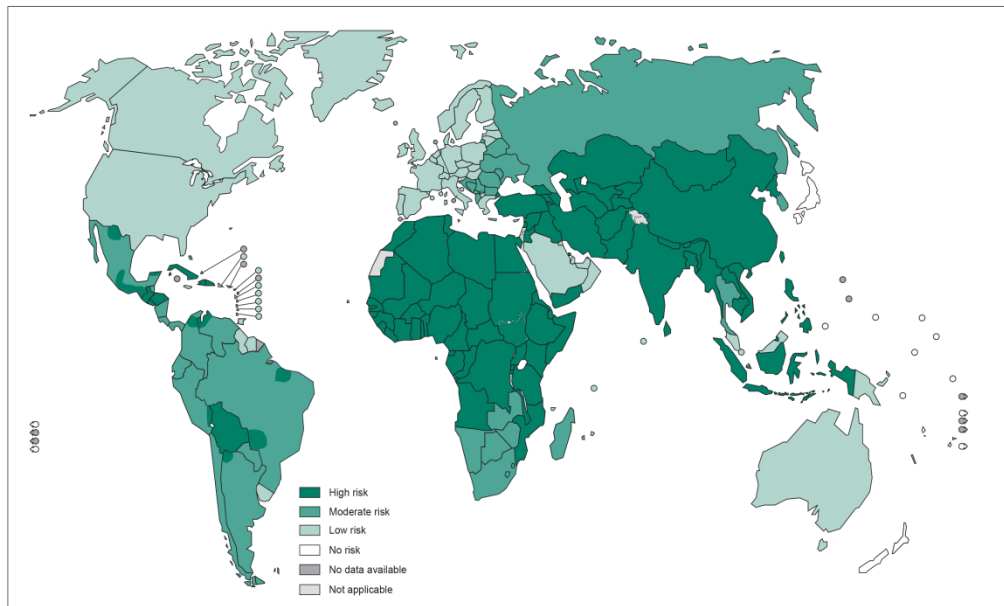 High risk
Moderate risk
Low risk
No risk
No data available
Not applicable